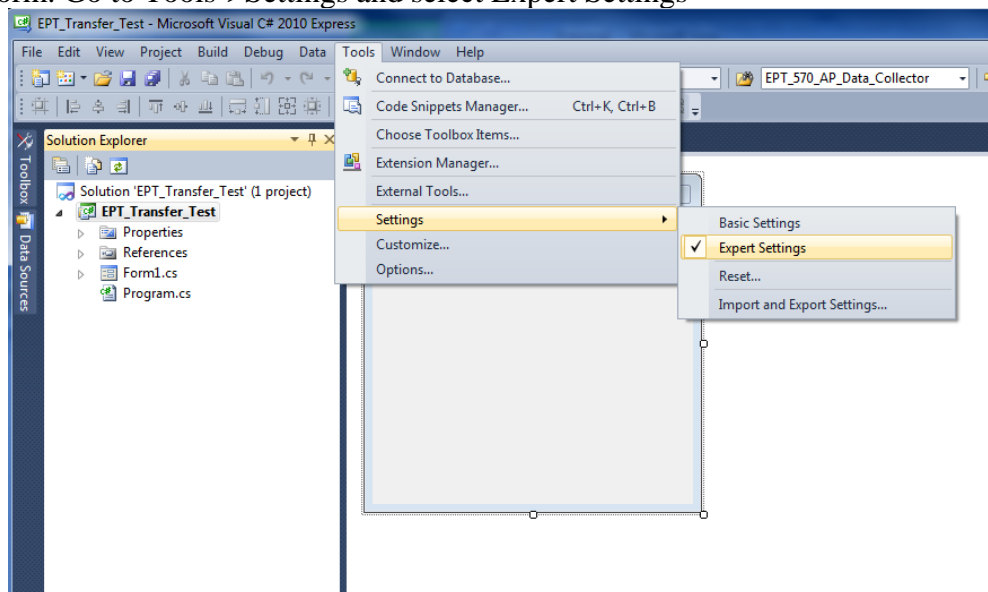 orm. Go to Tools > Settings and select Expert Settings
EPT_Transfer_Test - Microsoft Visual C# 2010 Express
File Edit View Project Build Debug Data Tools Window Help
Connect to Database...
EPT_570_AP_Data_Collector
Code Snippets Manager... Ctrl+K, Ctrl+B
Choose Toolbox Items...
Solution Explorer
Extension Manager...
Toolbox
Solution 'EPT_Transfer_Test' (1 project)
External Tools...
EPT_Transfer_Test
Settings
Basic Settings
Properties
Customize...
Expert Settings
References
Options...
Data Sources
Form1.cs
Reset...
Program.cs
Import and Export Settings...